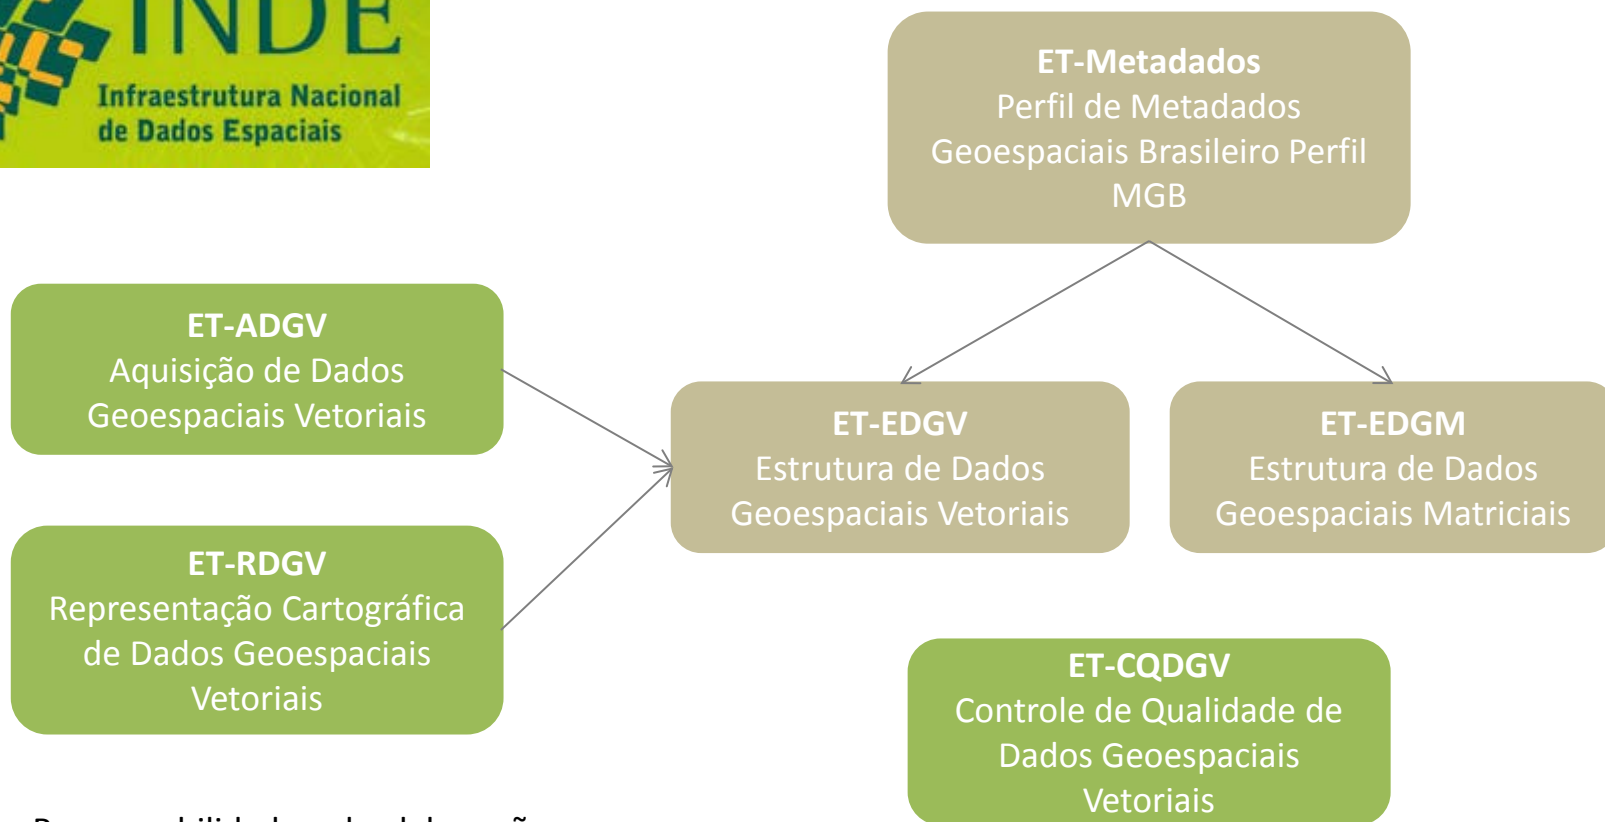 INDE
Infraestrutura Nacional
de Dados Espaciais
ET-Metadados
Perfil de Metadados
Geoespaciais Brasileiro Perfil
MGB
ET-ADGV
Aquisição de Dados
Geoespaciais Vetoriais
ET-EDGV
Estrutura de Dados
Geoespaciais Vetoriais
ET-EDGM
Estrutura de Dados
Geoespaciais Matriciais
ET-RDGV
Representação Cartográfica
de Dados Geoespaciais
Vetoriais
ET-CQDGV
Controle de Qualidade de
Dados Geoespaciais
Vetoriais